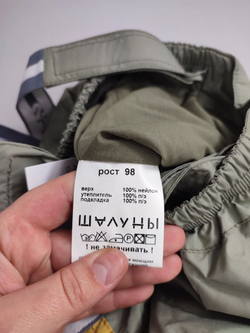 рост 98
верх 100% нейлон
утеплитель 100% п/э
подкладка 100% п/э
ШАЛУНЫ
! не замачивать !